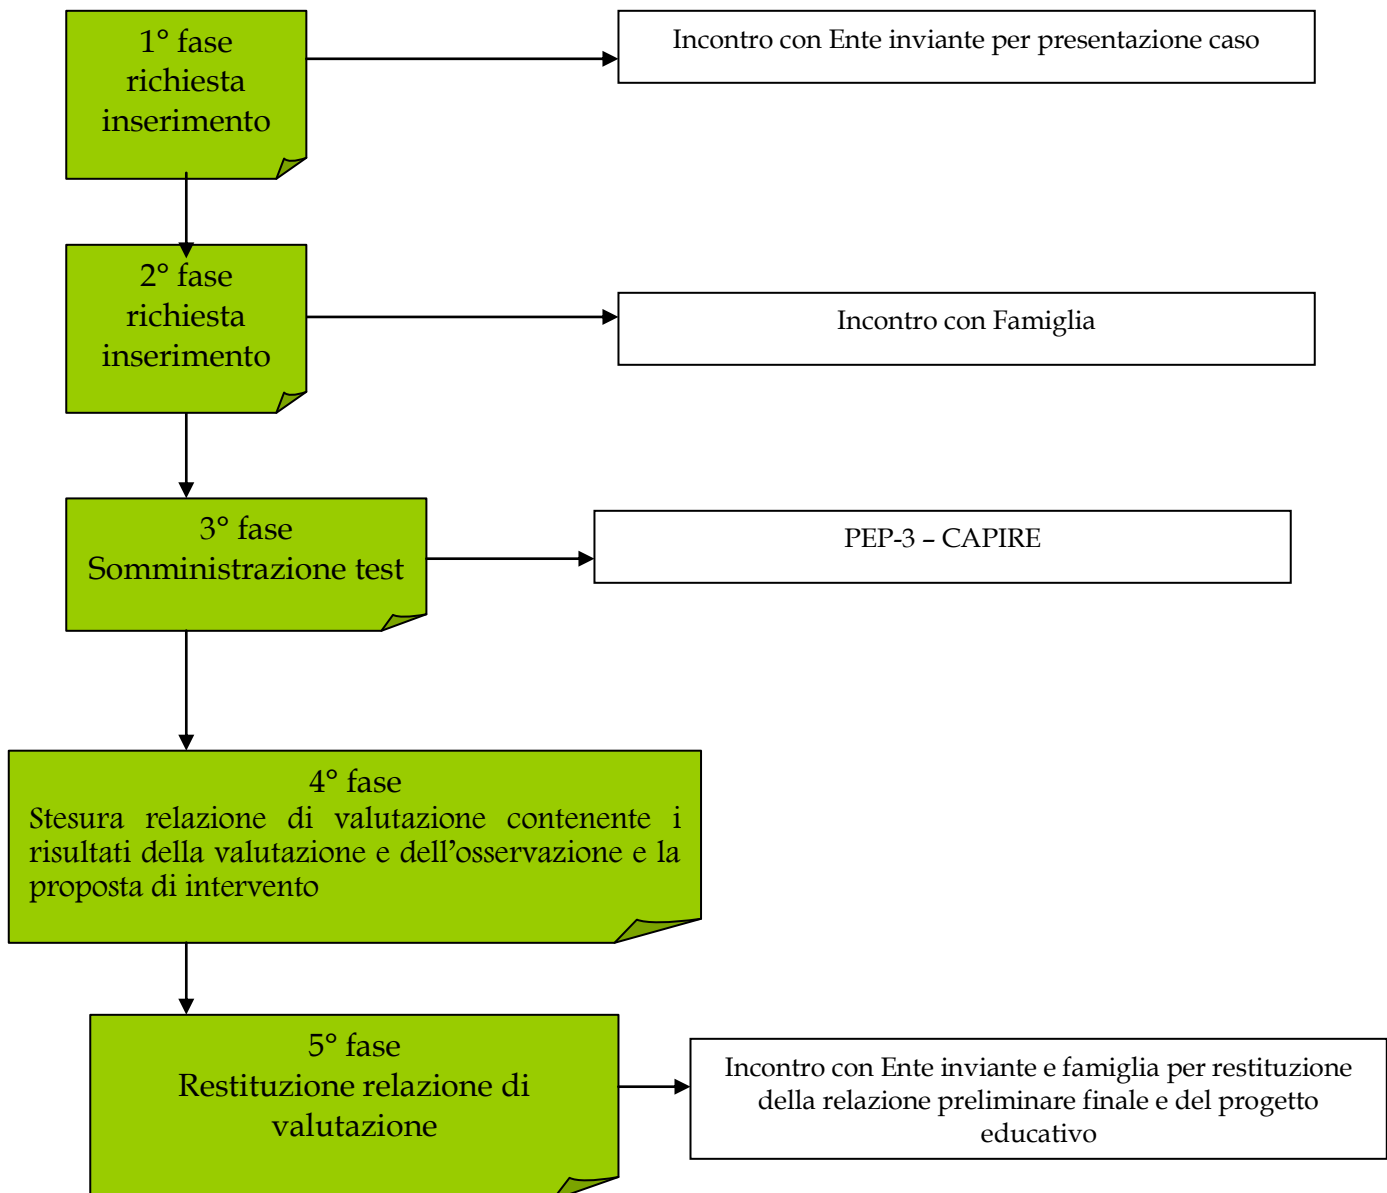 1° fase
richiesta
inserimento
Incontro con Ente inviante per presentazione caso
2° fase
richiesta
inserimento
Incontro con Famiglia
3° fase
Somministrazione test
PEP-3 – CAPIRE
4° fase
Stesura relazione di valutazione contenente i
risultati della valutazione e dell’osservazione e la
proposta di intervento
5° fase
Restituzione relazione di
valutazione
Incontro con Ente inviante e famiglia per restituzione
della relazione preliminare finale e del progetto
educativo